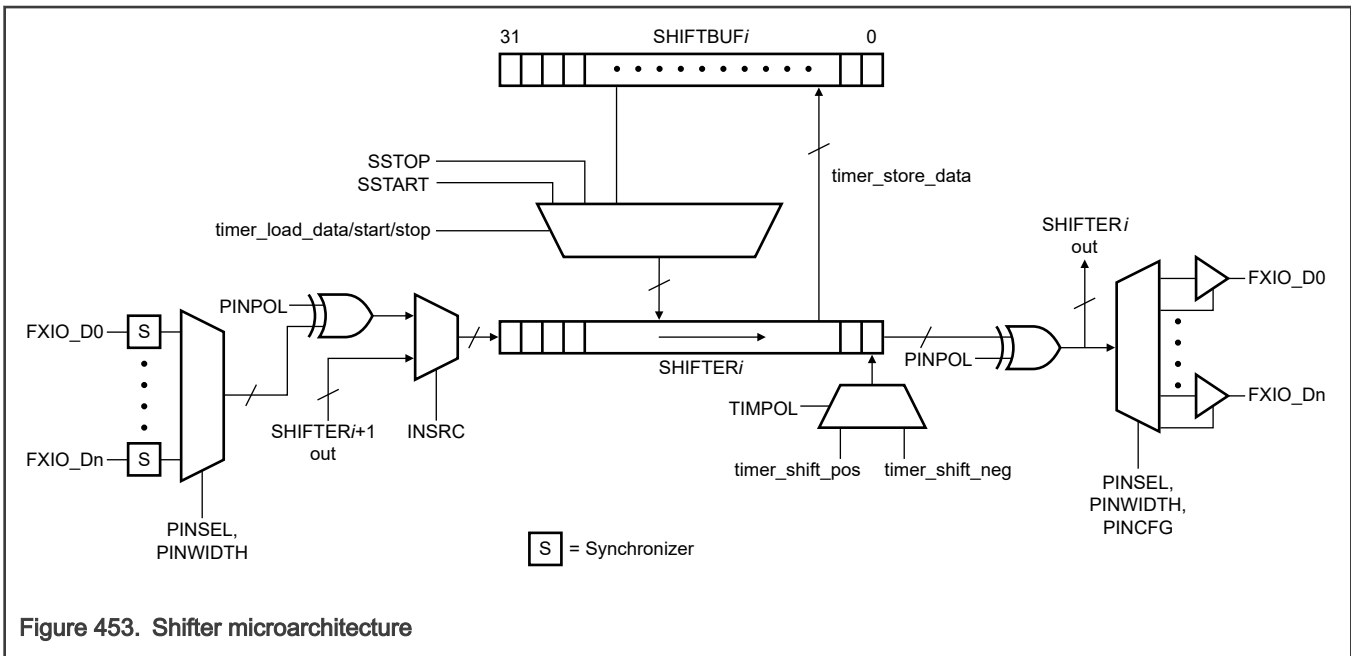 31 SHIFTBUFi 0
SSTOP
SSTART
timer_store_data
timer_load_data/start/stop
SHIFTERi
out
PINPOL
FXIO_D0
FXIO_D0
PINPOL
SHIFTERi
TIMPOL
SHIFTERi+1
out
INSRC
FXIO_Dn
FXIO_Dn
timer_shift_pos
timer_shift_neg
PINSEL,
PINWIDTH,
PINCFG
PINSEL,
PINWIDTH
S
S
S = Synchronizer
Figure 453. Shifter microarchitecture